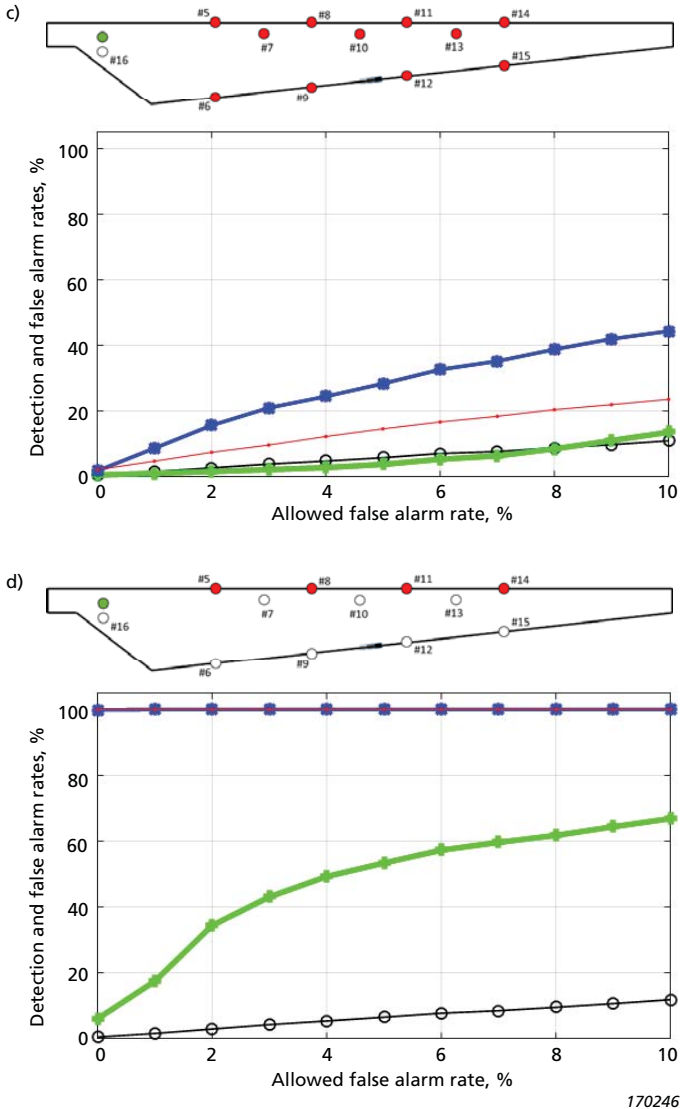 c)
#5 #8 #11 #14
#7 #10 #13
#16
#15
#12
#9
#6
100
80
60
40
20
0
Detection and false alarm rates, %
0 2 4 6 8 10
Allowed false alarm rate, %
d)
#5 #8 #11 #14
#7 #10 #13
#16
#15
#12
#9
#6
100
80
60
40
20
0
Detection and false alarm rates, %
0 2 4 6 8 10
Allowed false alarm rate, %
170246